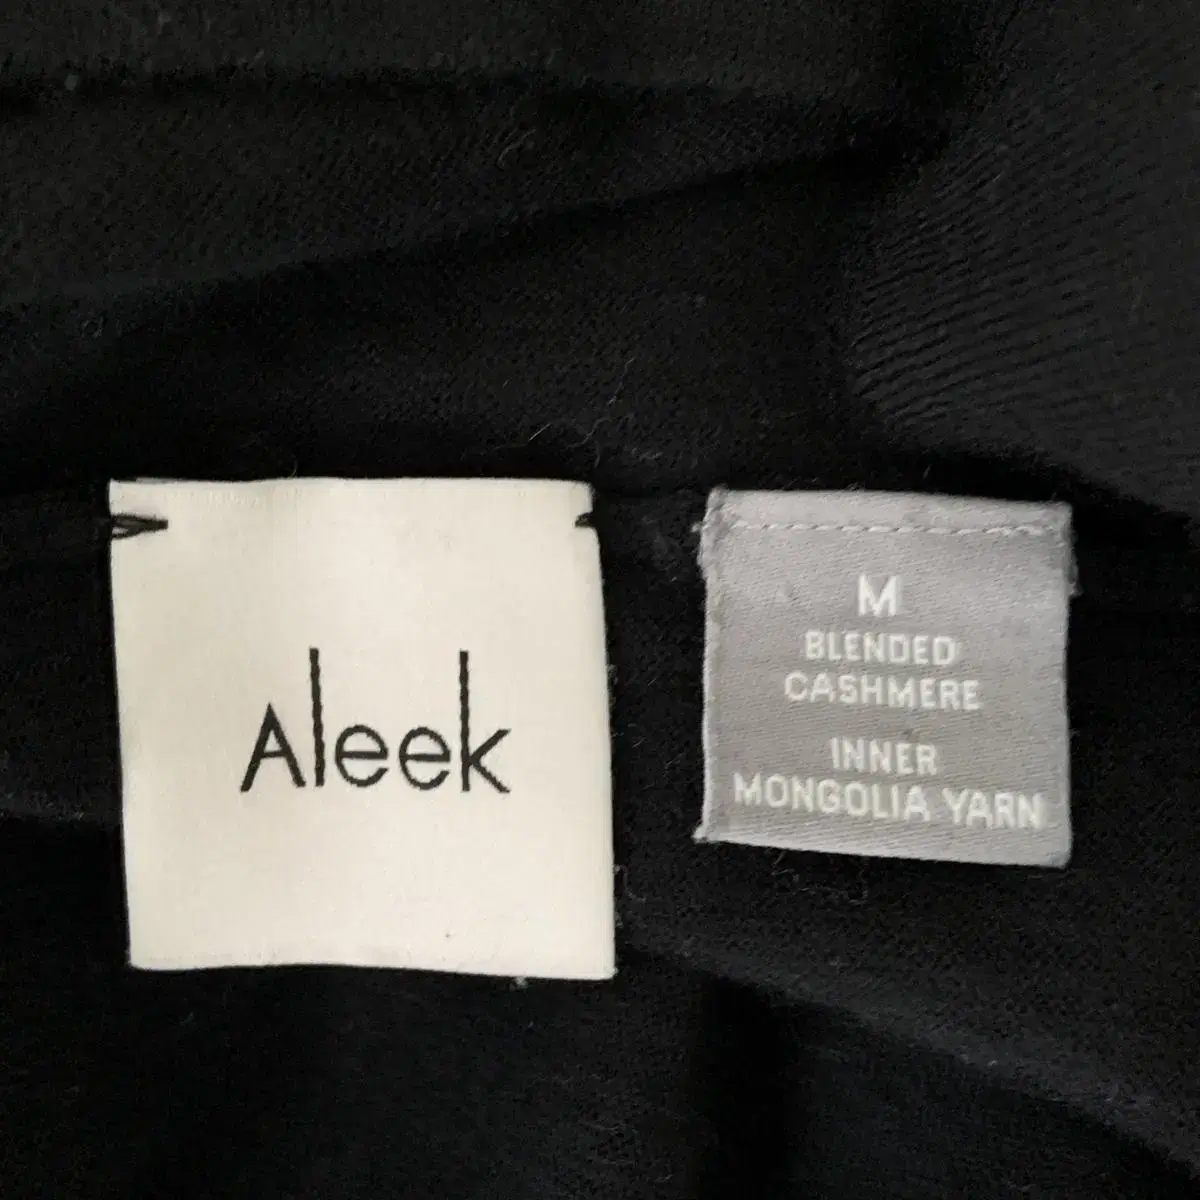 Aleek
M
BLENDED
CASHMERE
INNER
MONGOLIA YARN